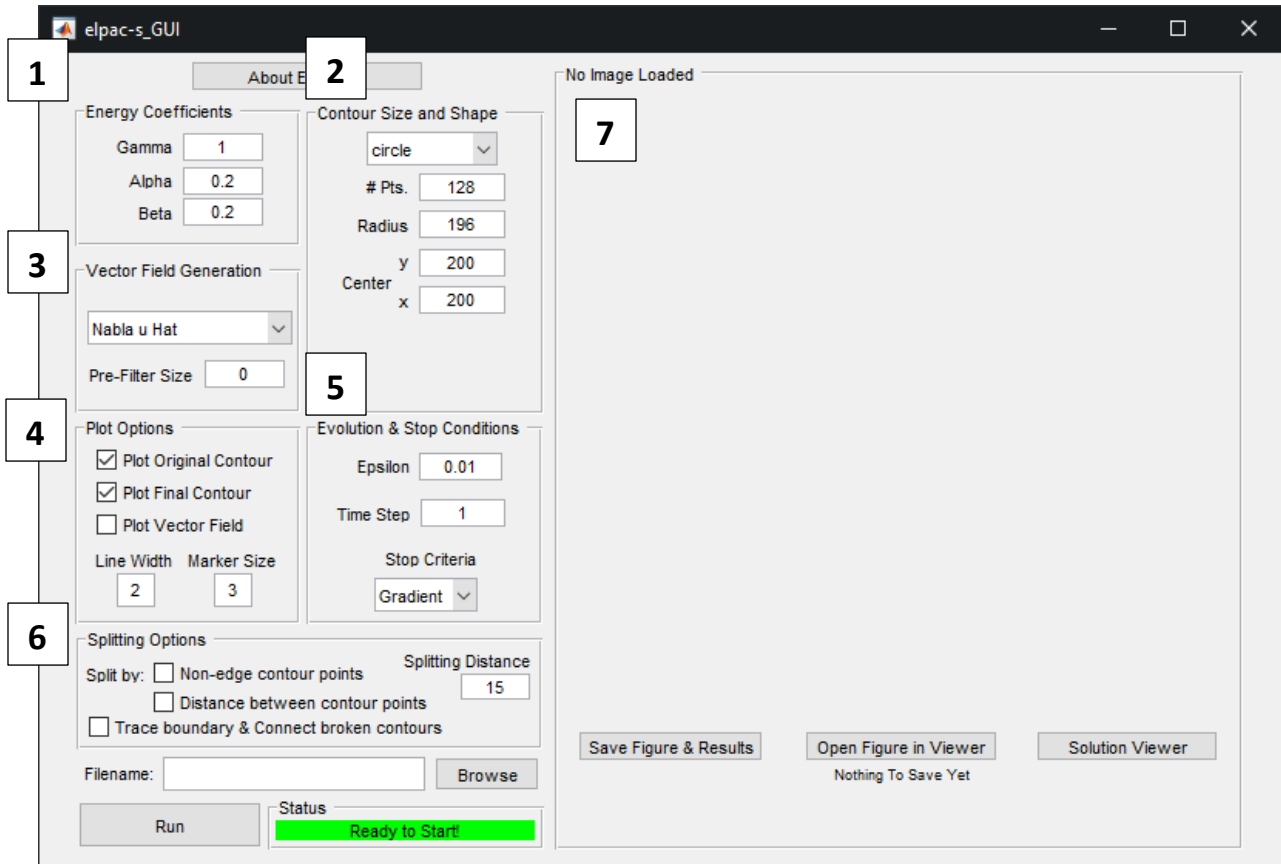 elpac-s_GUI
1
About E
2
Energy Coefficients
Gamma 1
Alpha 0.2
Beta 0.2
Contour Size and Shape
circle
# Pts. 128
Radius 196
y 200
Center
x 200
3
Vector Field Generation
Nabla u Hat
Pre-Filter Size 0
4
Plot Options
Plot Original Contour
Plot Final Contour
Plot Vector Field
Line Width Marker Size
2 3
5
Evolution & Stop Conditions
Epsilon 0.01
Time Step 1
Stop Criteria
Gradient
6
Splitting Options
Split by: Non-edge contour points
Splitting Distance
15
Distance between contour points
Trace boundary & Connect broken contours
Filename: Browse
Run
Status
Ready to Start!
No Image Loaded
7
Save Figure & Results Open Figure in Viewer Solution Viewer
Nothing To Save Yet